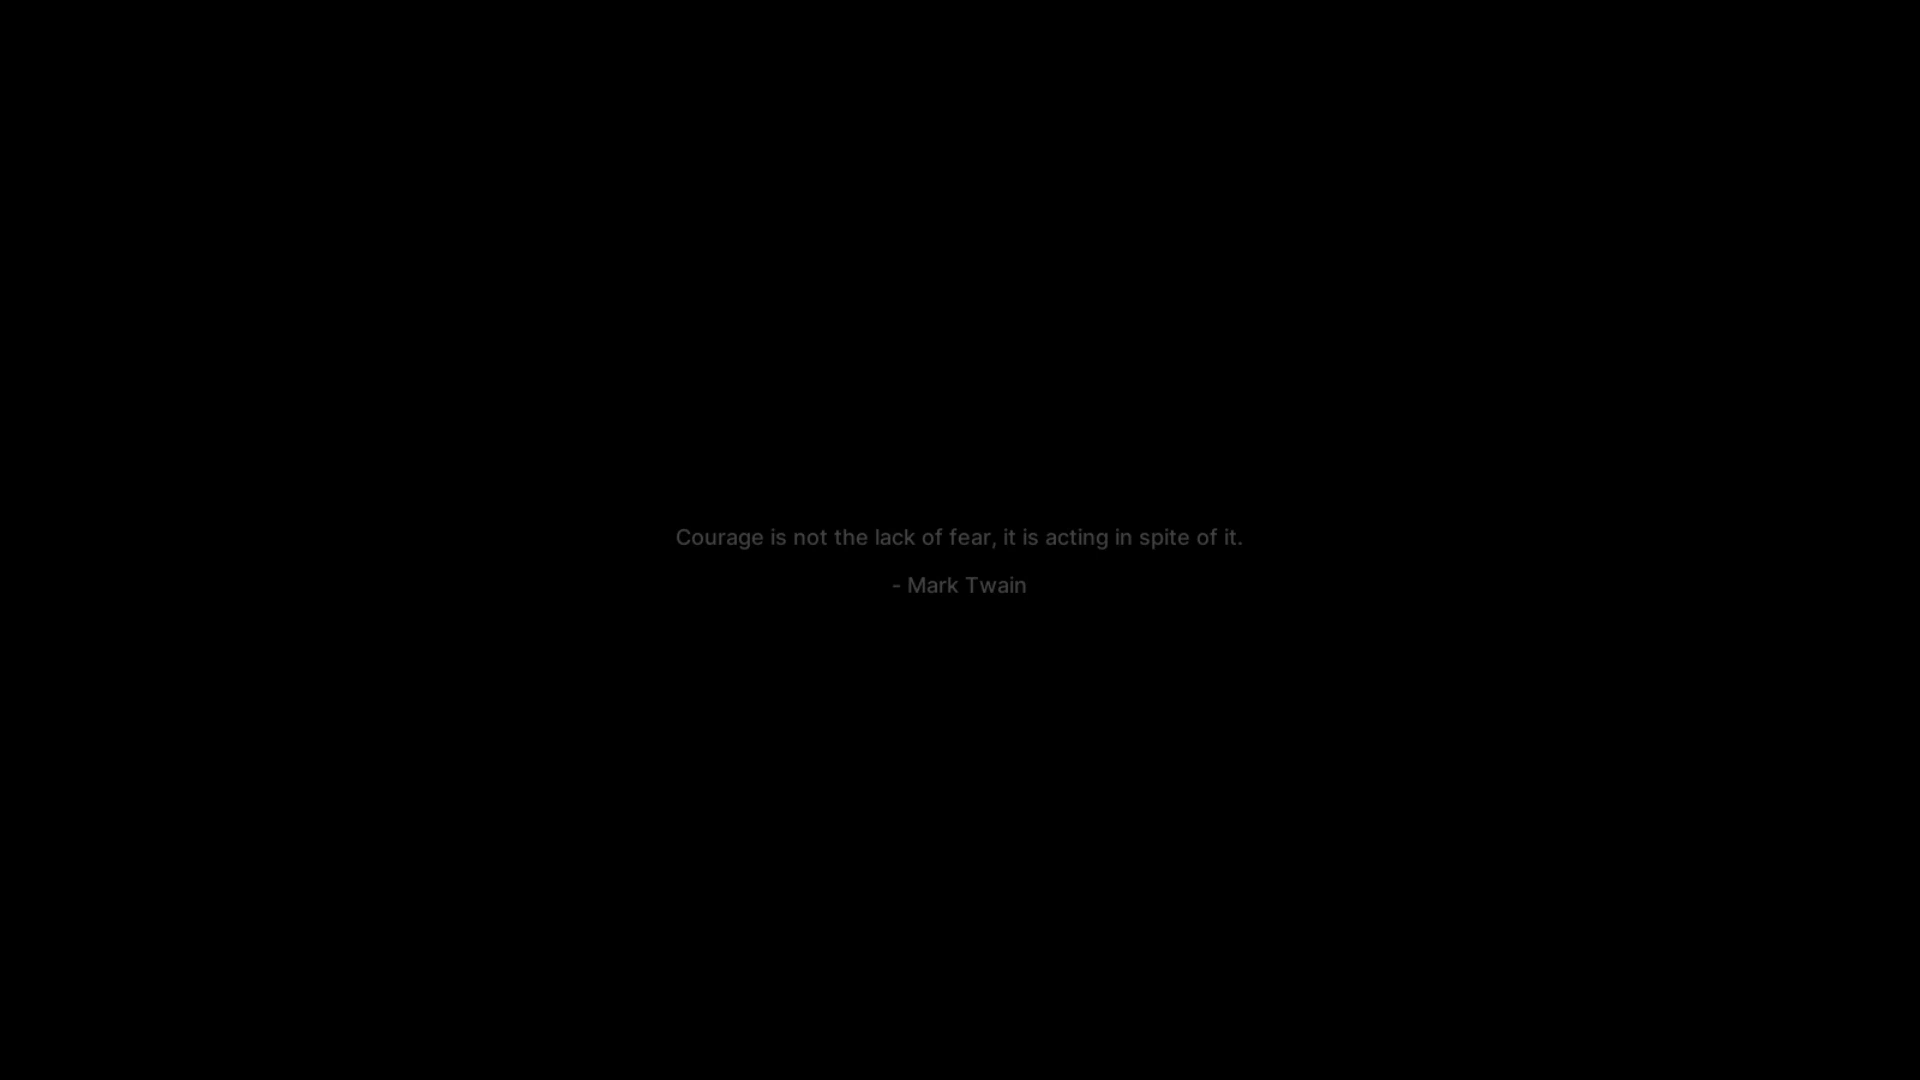 Courage is not the lack of fear, it is acting in spite of it.
- Mark Twain